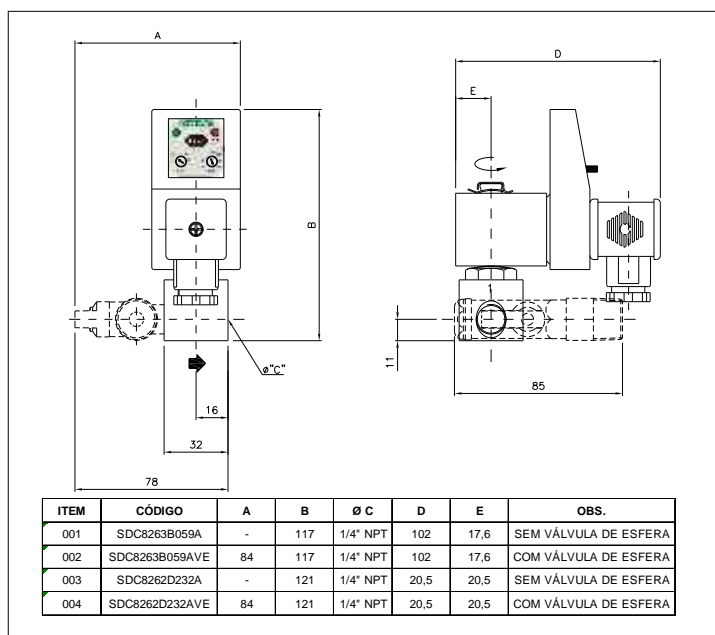 A
D
E
B
ø"C"
11
16
85
32
78
ITEM CÓDIGO A B Ø C D E OBS.
001 SDC8263B059A - 117 1/4" NPT 102 17,6 SEM VÁLVULA DE ESFERA
002 SDC8263B059AVE 84 117 1/4" NPT 102 17,6 COM VÁLVULA DE ESFERA
003 SDC8262D232A - 121 1/4" NPT 20,5 20,5 SEM VÁLVULA DE ESFERA
004 SDC8262D232AVE 84 121 1/4" NPT 20,5 20,5 COM VÁLVULA DE ESFERA